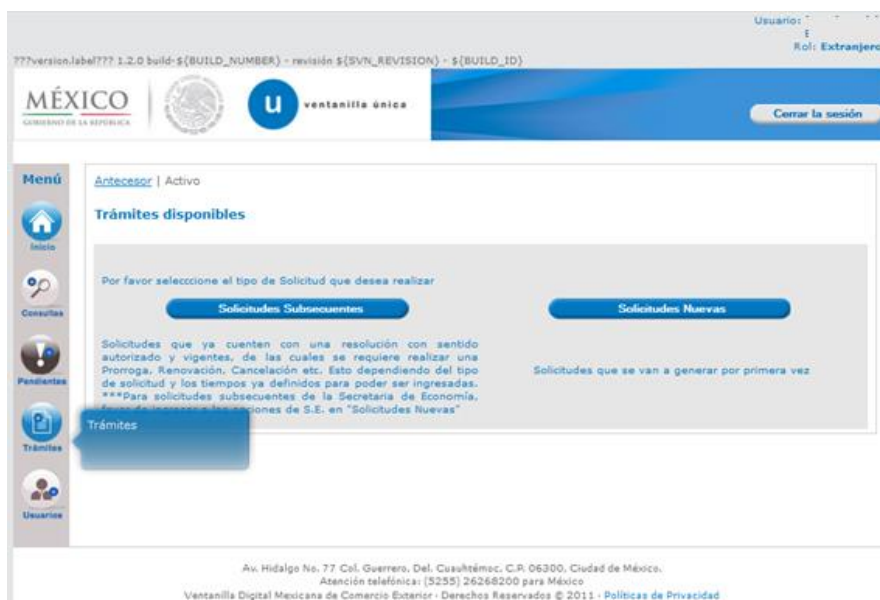 Usuario:
Rol: Extranjero
???version.label??? 1.2.0 build-${BUILD_NUMBER} - revisión ${SVN_REVISION} - ${BUILD_ID}
MÉXICO
GOBIERNO DE LA REPÚBLICA
u
ventanilla única
Cerrar la sesión
Menú
Inicio
Consultas
Pendientes
Trámites
Usuarios
Antecesor | Activo
Trámites disponibles
Por favor selecccione el tipo de Solicitud que desea realizar
Solicitudes Subsecuentes
Solicitudes que ya cuenten con una resolución con sentido
autorizado y vigentes, de las cuales se requiere realizar una
Prorroga, Renovación, Cancelación etc. Esto dependiendo del tipo
de solicitud y los tiempos ya definidos para poder ser ingresadas.
***Para solicitudes subsecuentes de la Secretaria de Economía,
de S.E. en "Solicitudes Nuevas"
Solicitudes Nuevas
Solicitudes que se van a generar por primera vez
Trámites
Av. Hidalgo No. 77 Col. Guerrero, Del. Cuauhtémoc, C.P. 06300, Ciudad de México.
Atención telefónica: (5255) 26268200 para México
Ventanilla Digital Mexicana de Comercio Exterior - Derechos Reservados © 2011 - Políticas de Privacidad